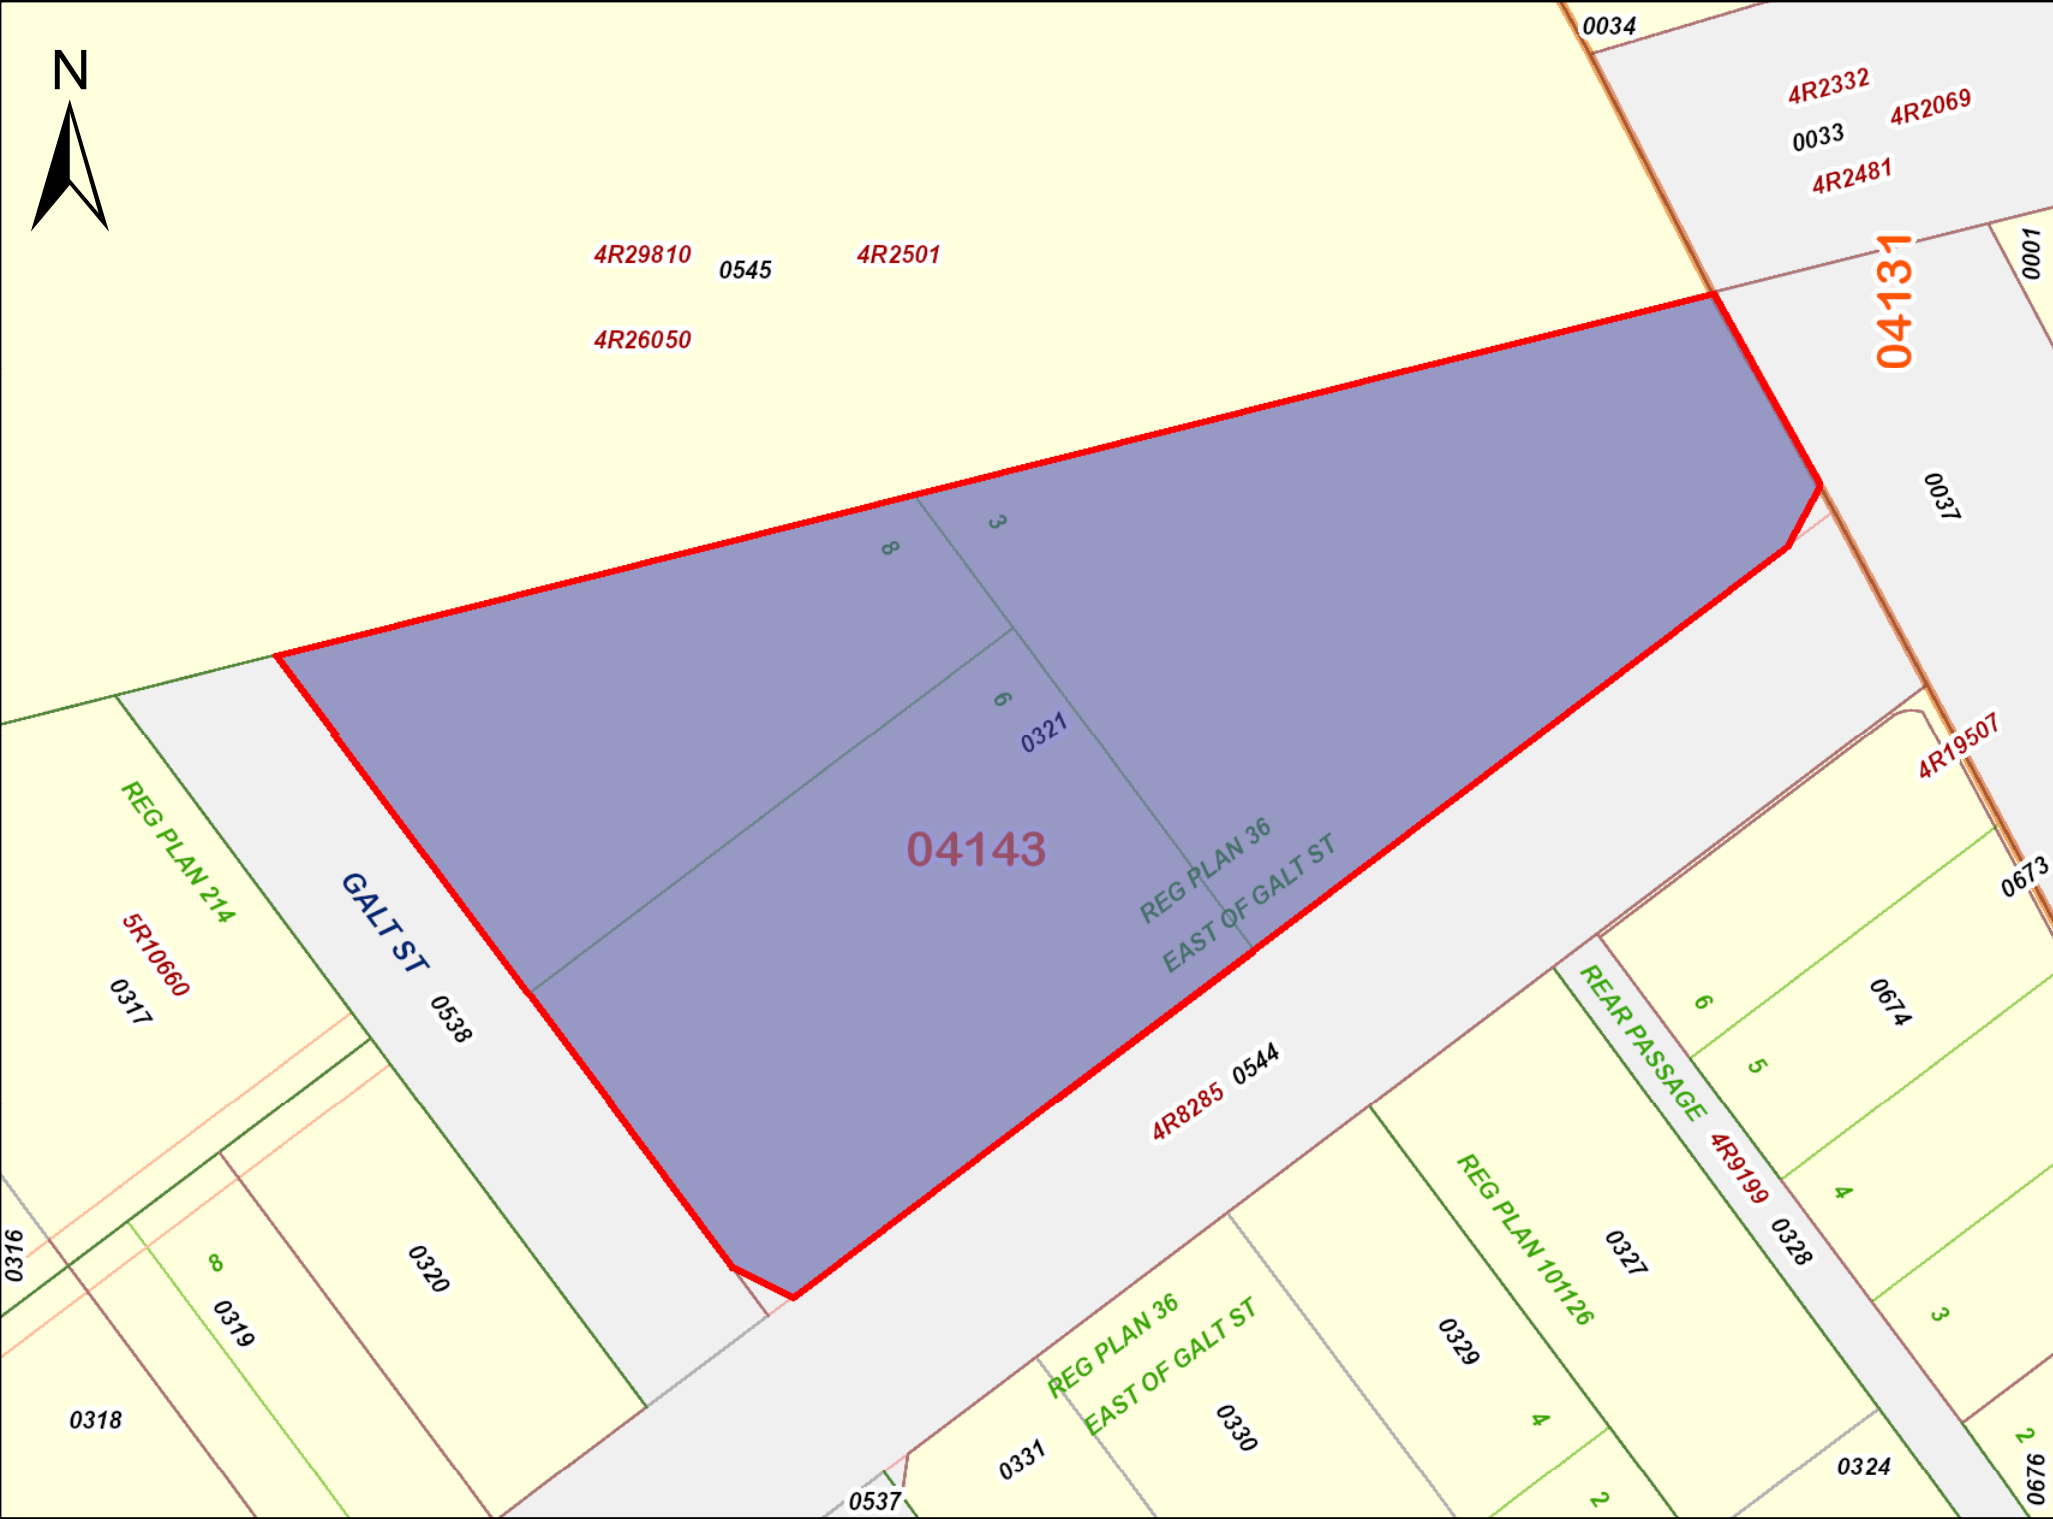 N
0034
4R2332
4R2069
0033
4R2481
0001
04131
4R29810
0545
4R2501
4R26050
0037
3
8
6
0321
04143
REG PLAN 36
EAST OF GALT ST
4R19507
0673
REG PLAN 214
5R10660
0317
GALT ST
0538
0674
6
5
4
3
2
REAR PASSAGE
4R9199
0328
4R8285
0544
REG PLAN 101126
0327
0316
8
0319
0320
0318
REG PLAN 36
EAST OF GALT ST
0329
4
2
0330
0331
0537
0324
0676